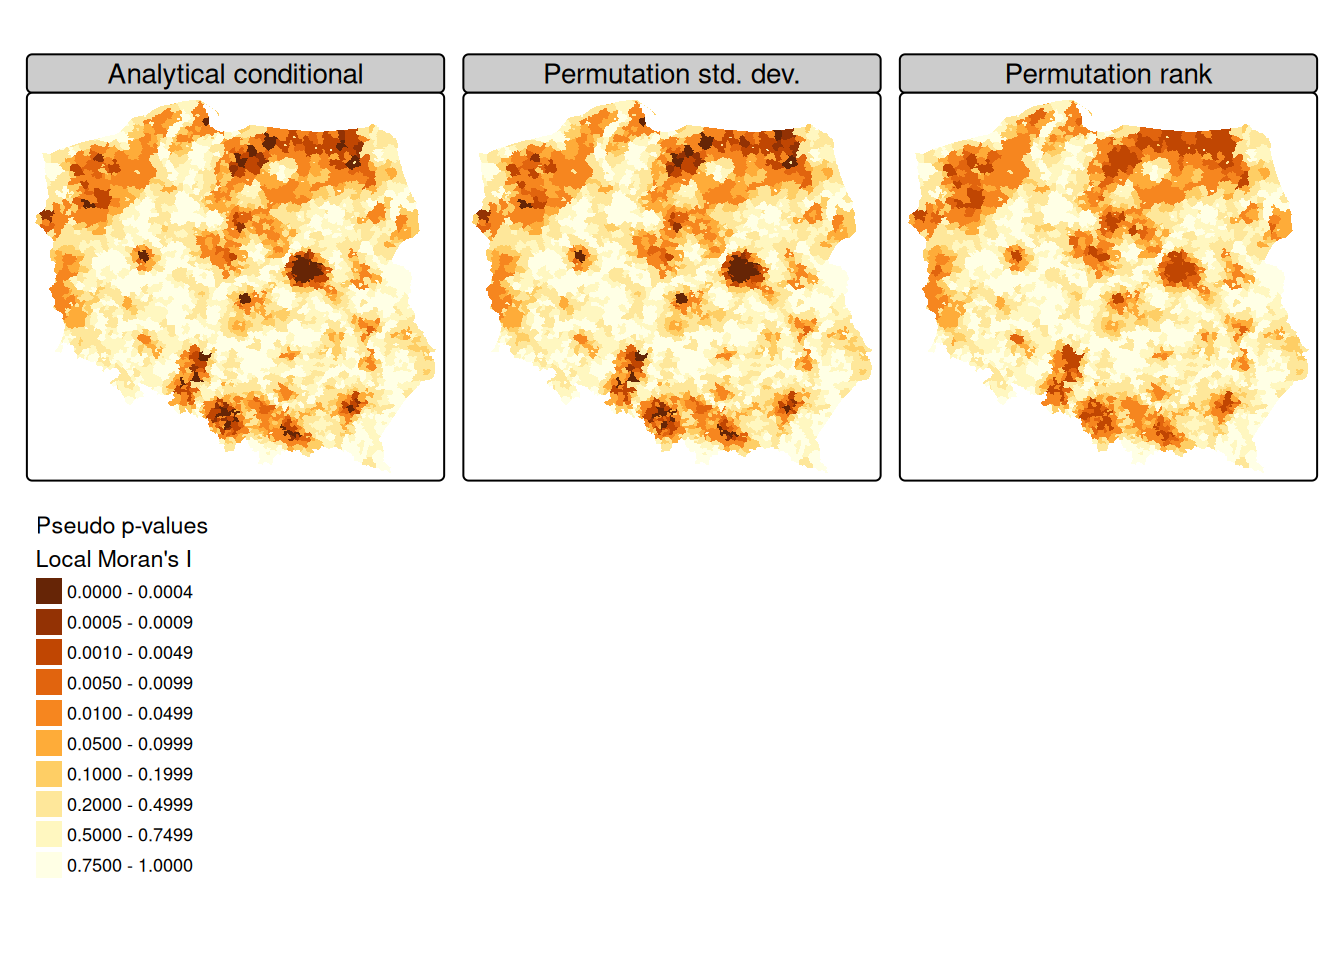 Analytical conditional
Permutation std. dev.
Permutation rank
Pseudo p-values
Local Moran's I
0.0000 - 0.0004
0.0005 - 0.0009
0.0010 - 0.0049
0.0050 - 0.0099
0.0100 - 0.0499
0.0500 - 0.0999
0.1000 - 0.1999
0.2000 - 0.4999
0.5000 - 0.7499
0.7500 - 1.0000